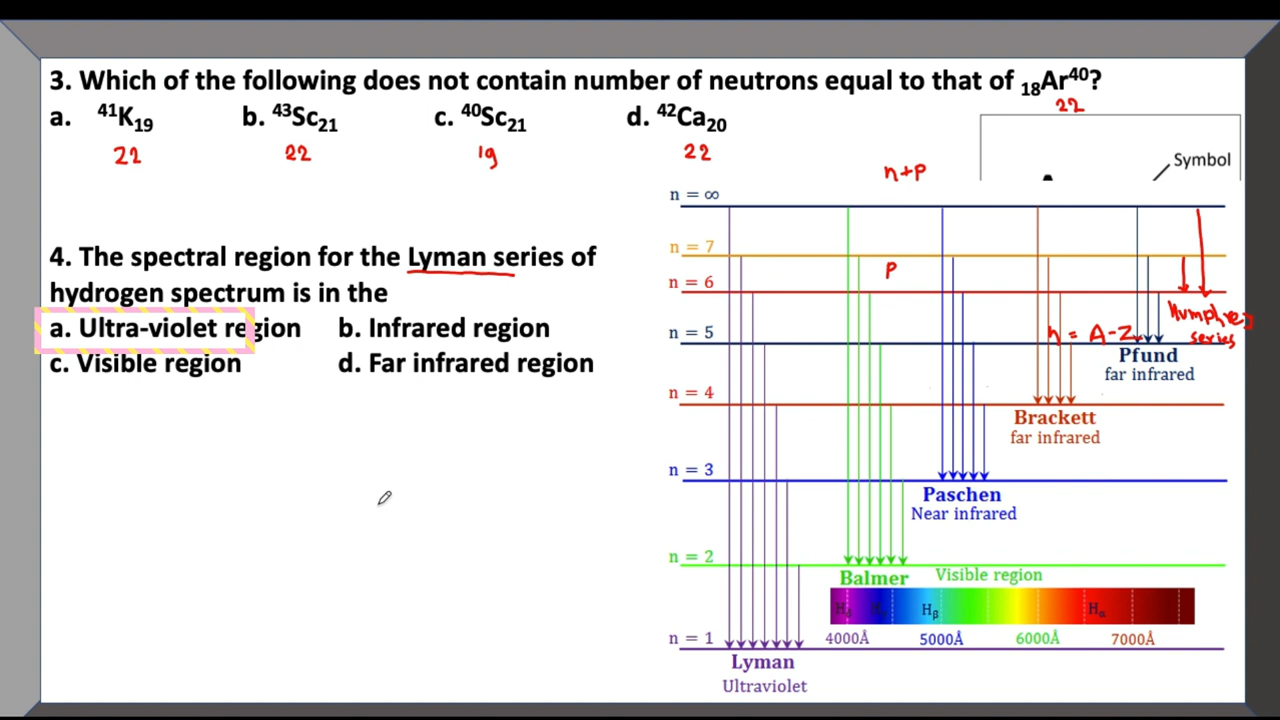 3. Which of the following does not contain number of neutrons equal to that of ₁₈Ar⁴⁰?
22
a. ⁴¹K₁₉ b. ⁴³Sc₂₁ c. ⁴⁰Sc₂₁ d. ⁴²Ca₂₀
22 22 19 22
Symbol
n+p
n = ∞
4. The spectral region for the Lyman series of
hydrogen spectrum is in the
a. Ultra-violet region b. Infrared region
c. Visible region d. Far infrared region
n = 7
p
n = 6
Humphrey
series
n = 5
n = A-Z
Pfund
far infrared
n = 4
Brackett
far infrared
n = 3
Paschen
Near infrared
n = 2
Balmer Visible region
Hᵦ Hα
4000Å 5000Å 6000Å 7000Å
n = 1
Lyman
Ultraviolet